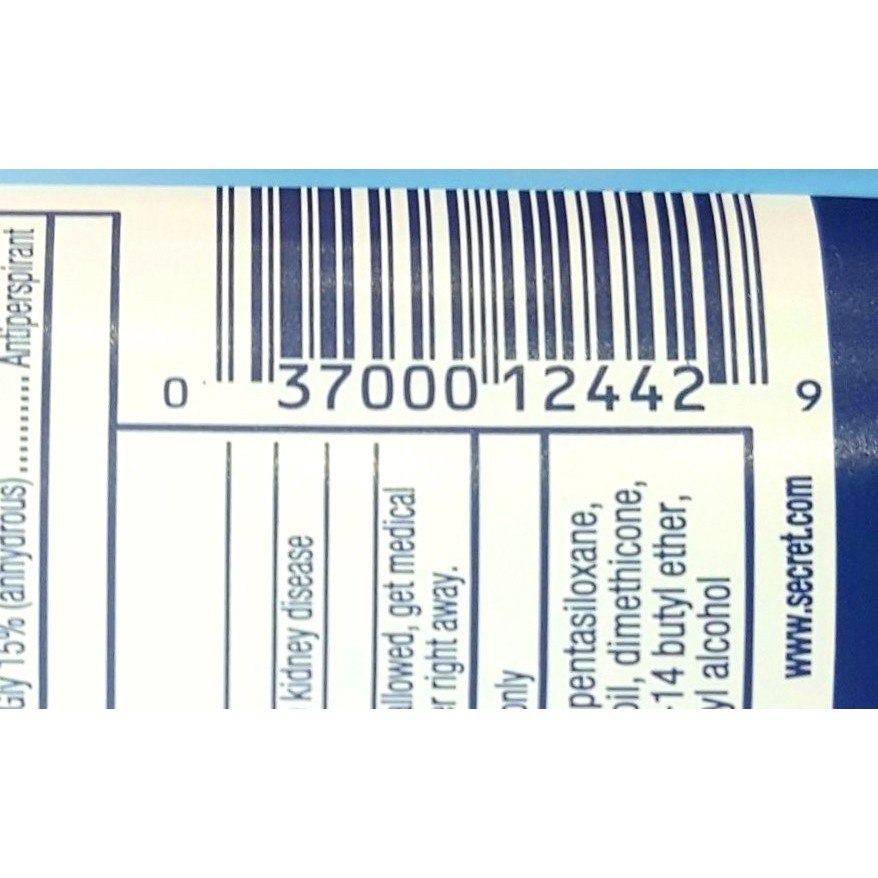 Gly 15% (anhydrous)........... Antiperspirant
0 37000 12442 9
kidney disease
allowed, get medical
r right away.
only
pentasiloxane,
oil, dimethicone,
14 butyl ether,
yl alcohol
www.secret.com